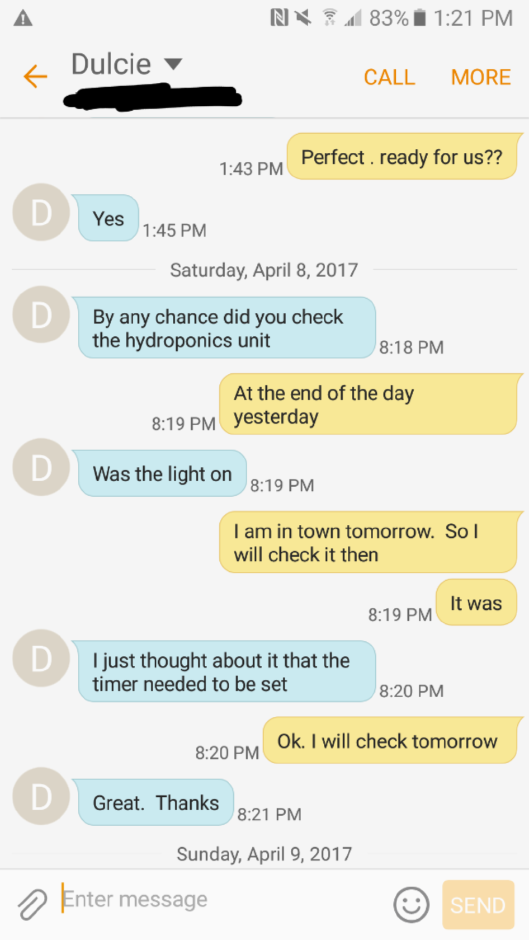 83% 1:21 PM
Dulcie
CALL MORE
Perfect . ready for us??
1:43 PM
D
Yes
1:45 PM
Saturday, April 8, 2017
D
By any chance did you check
the hydroponics unit
8:18 PM
At the end of the day
yesterday
8:19 PM
D
Was the light on
8:19 PM
I am in town tomorrow. So I
will check it then
It was
8:19 PM
D
I just thought about it that the
timer needed to be set
8:20 PM
Ok. I will check tomorrow
8:20 PM
D
Great. Thanks
8:21 PM
Sunday, April 9, 2017
Enter message
SEND